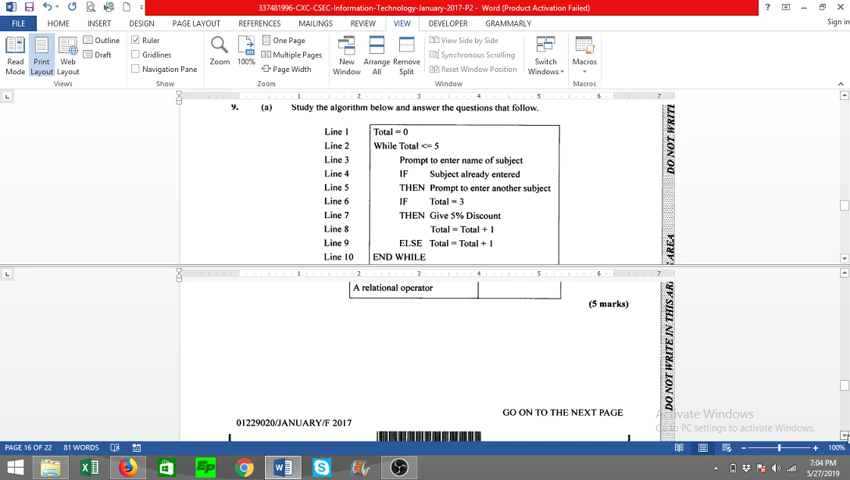 337481996-CXC-CSEC-Information-Technology-January-2017-P2 - Word (Product Activation Failed)
FILE HOME INSERT DESIGN PAGE LAYOUT REFERENCES MAILINGS REVIEW VIEW DEVELOPER GRAMMARLY Sign in
Read Mode
Print Layout
Web Layout
Outline
Draft
Views
Ruler
Gridlines
Navigation Pane
Show
Zoom
100%
One Page
Multiple Pages
Page Width
Zoom
New Window
Arrange All
Remove Split
View Side by Side
Synchronous Scrolling
Reset Window Position
Window
Switch Windows
Macros
Macros
9. (a) Study the algorithm below and answer the questions that follow.
Line 1 Total = 0
Line 2 While Total <= 5
Line 3 Prompt to enter name of subject
Line 4 IF Subject already entered
Line 5 THEN Prompt to enter another subject
Line 6 IF Total = 3
Line 7 THEN Give 5% Discount
Line 8 Total = Total + 1
Line 9 ELSE Total = Total + 1
Line 10 END WHILE
DO NOT WRIT
AREA
A relational operator
(5 marks)
DO NOT WRITE IN THIS AR
GO ON TO THE NEXT PAGE
01229020/JANUARY/F 2017
Activate Windows
Go to PC settings to activate Windows.
PAGE 16 OF 22 81 WORDS 100%
7:04 PM
5/27/2019